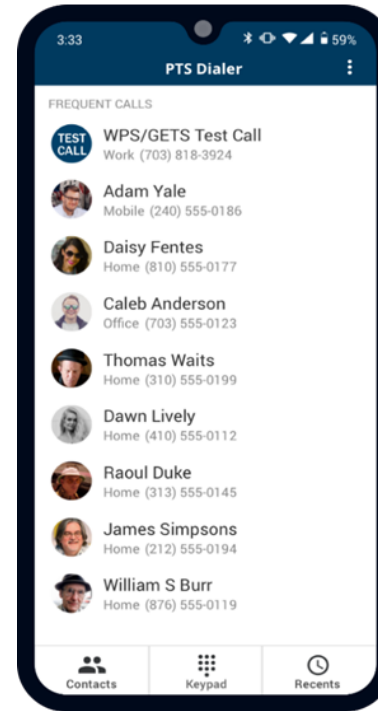 3:33
59%
PTS Dialer
FREQUENT CALLS
TEST
CALL
WPS/GETS Test Call
Work (703) 818-3924
Adam Yale
Mobile (240) 555-0186
Daisy Fentes
Home (810) 555-0177
Caleb Anderson
Office (703) 555-0123
Thomas Waits
Home (310) 555-0199
Dawn Lively
Home (410) 555-0112
Raoul Duke
Home (313) 555-0145
James Simpsons
Home (212) 555-0194
William S Burr
Home (876) 555-0119
Contacts
Keypad
Recents